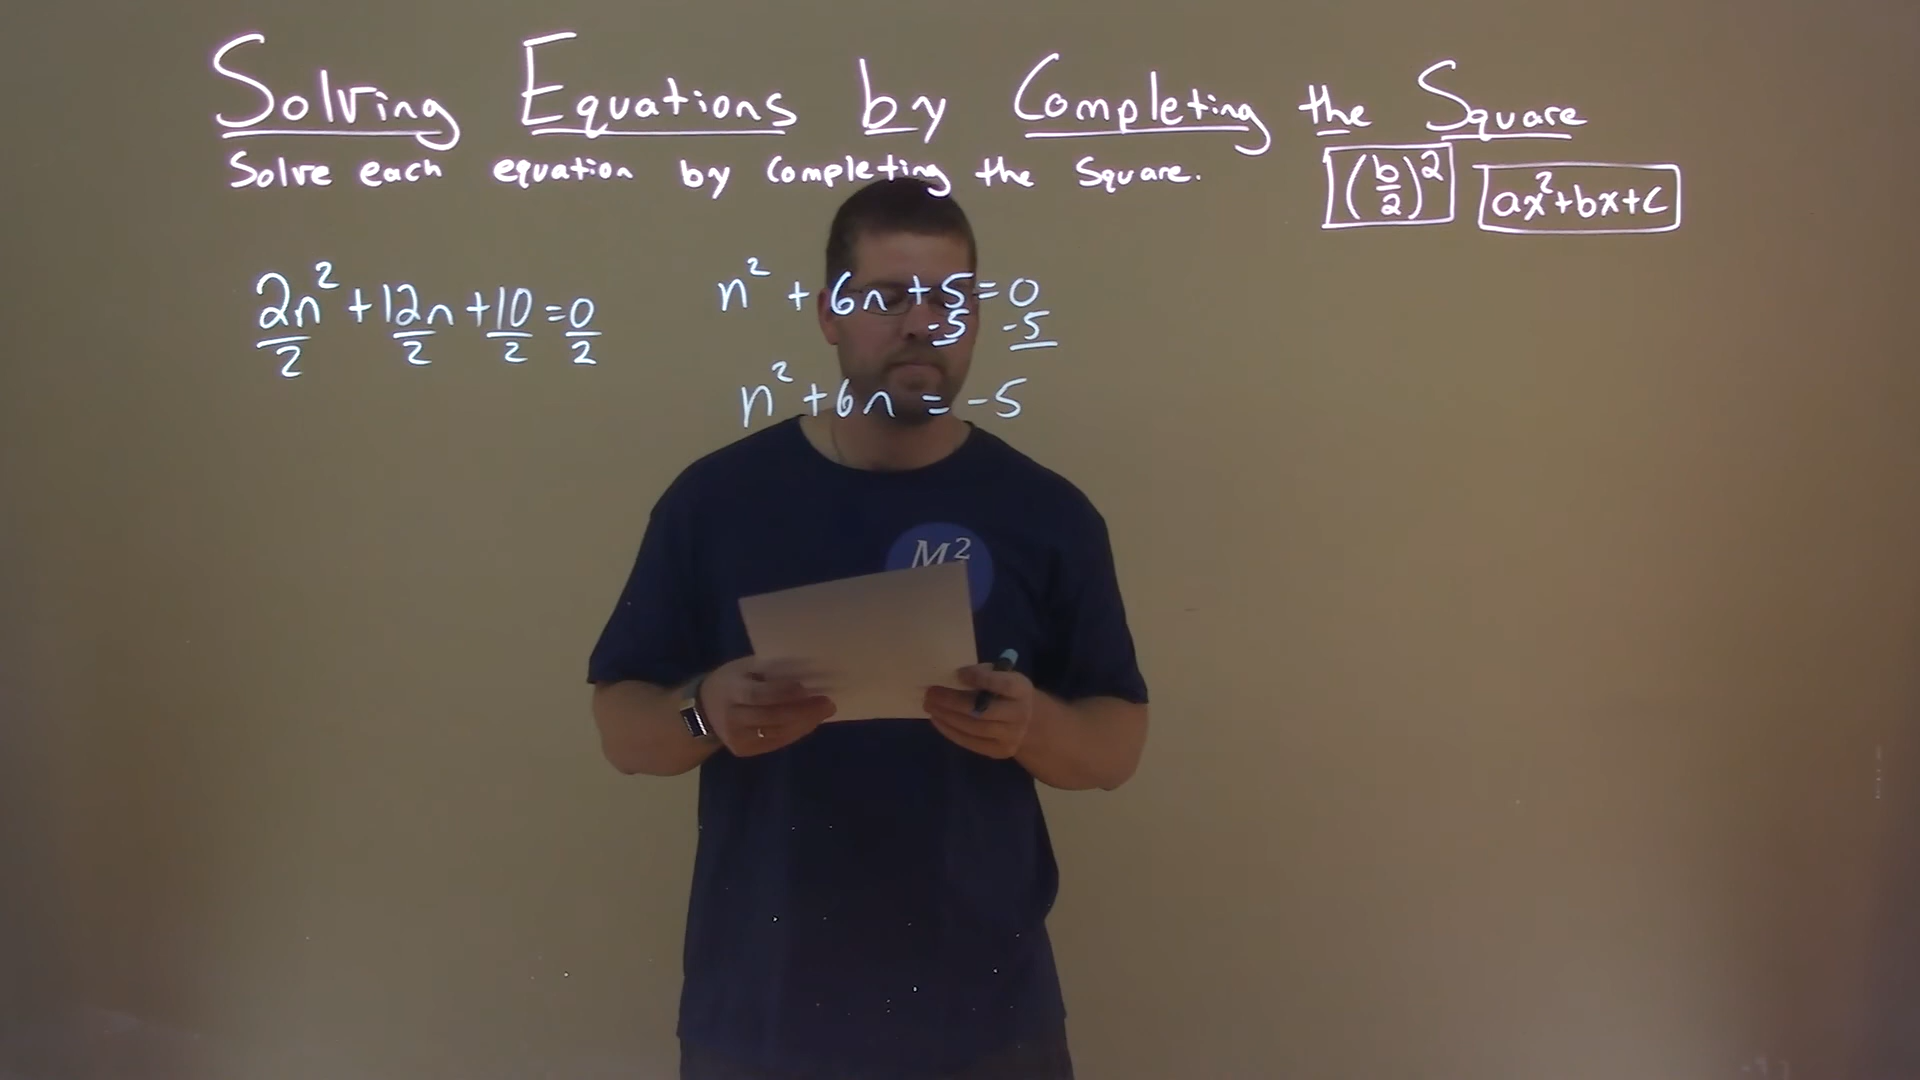 Solving Equations by Completing the Square
Solve each equation by completing the Square.
(b/2)² ax²+bx+c
2n²+12n+10=0
2 2 2 2
n²+6n+5=0
-5 -5
n²+6n=-5
M²